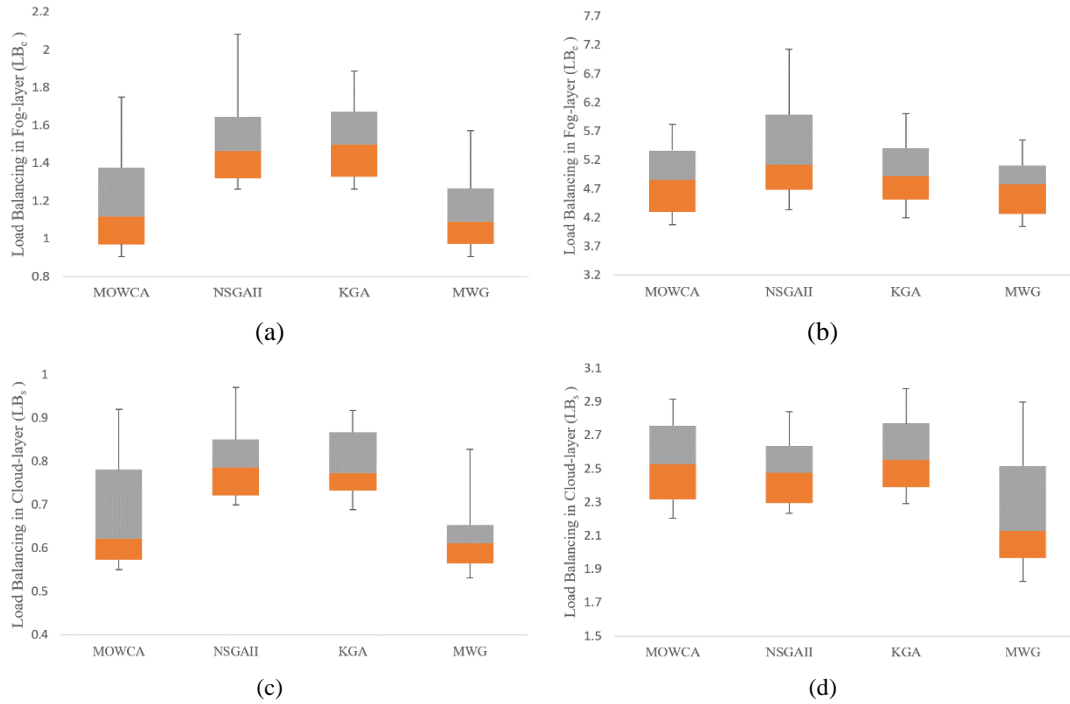 Load Balancing in Fog-layer (LBe)
2.2
2
1.8
1.6
1.4
1.2
1
0.8
MOWCA NSGAII KGA MWG
(a)
Load Balancing in Fog-layer (LBe)
7.7
7.2
6.7
6.2
5.7
5.2
4.7
4.2
3.7
3.2
MOWCA NSGAII KGA MWG
(b)
Load Balancing in Cloud-layer (LBs )
1
0.9
0.8
0.7
0.6
0.5
0.4
MOWCA NSGAII KGA MWG
(c)
Load Balancing in Cloud-layer (LBs )
3.1
2.9
2.7
2.5
2.3
2.1
1.9
1.7
1.5
MOWCA NSGAII KGA MWG
(d)